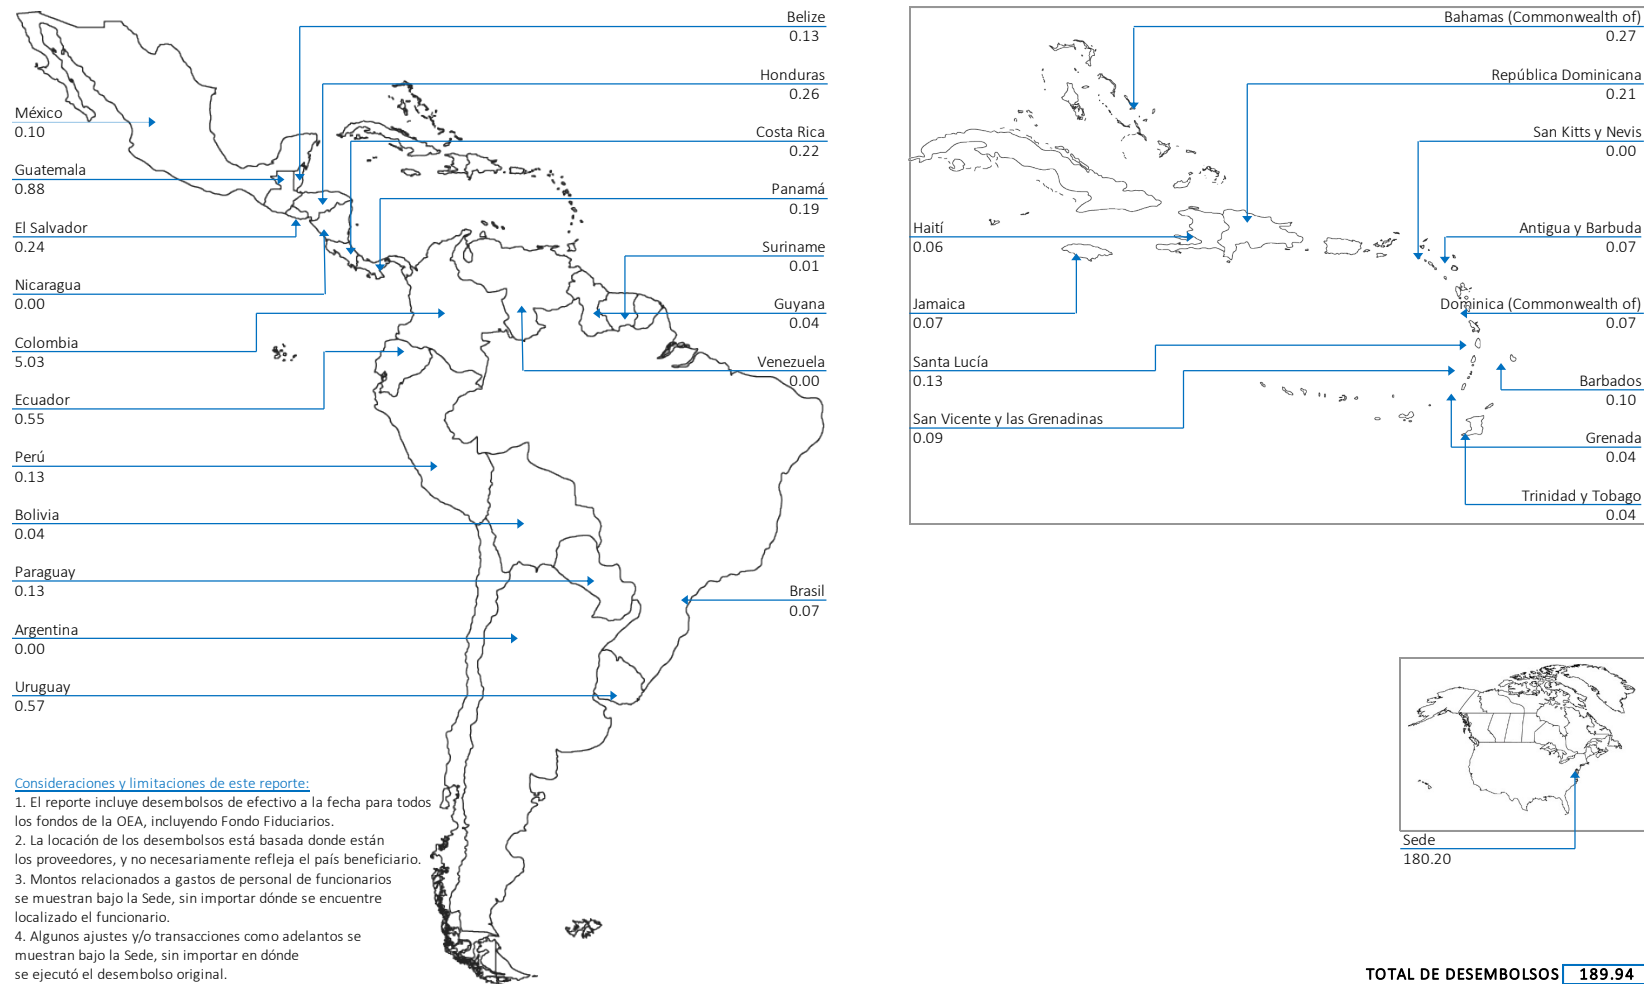 México
0.10
Guatemala
0.88
El Salvador
0.24
Nicaragua
0.00
Colombia
5.03
Ecuador
0.55
Perú
0.13
Bolivia
0.04
Paraguay
0.13
Argentina
0.00
Uruguay
0.57
Belize
0.13
Honduras
0.26
Costa Rica
0.22
Panamá
0.19
Suriname
0.01
Guyana
0.04
Venezuela
0.00
Brasil
0.07
Consideraciones y limitaciones de este reporte:
1. El reporte incluye desembolsos de efectivo a la fecha para todos
los fondos de la OEA, incluyendo Fondo Fiduciarios.
2. La locación de los desembolsos está basada donde están
los proveedores, y no necesariamente refleja el país beneficiario.
3. Montos relacionados a gastos de personal de funcionarios
se muestran bajo la Sede, sin importar dónde se encuentre
localizado el funcionario.
4. Algunos ajustes y/o transacciones como adelantos se
muestran bajo la Sede, sin importar en dónde
se ejecutó el desembolso original.
Haití
0.06
Jamaica
0.07
Santa Lucía
0.13
San Vicente y las Grenadinas
0.09
Bahamas (Commonwealth of)
0.27
República Dominicana
0.21
San Kitts y Nevis
0.00
Antigua y Barbuda
0.07
Dominica (Commonwealth of)
0.07
Barbados
0.10
Grenada
0.04
Trinidad y Tobago
0.04
Sede
180.20
TOTAL DE DESEMBOLSOS 189.94